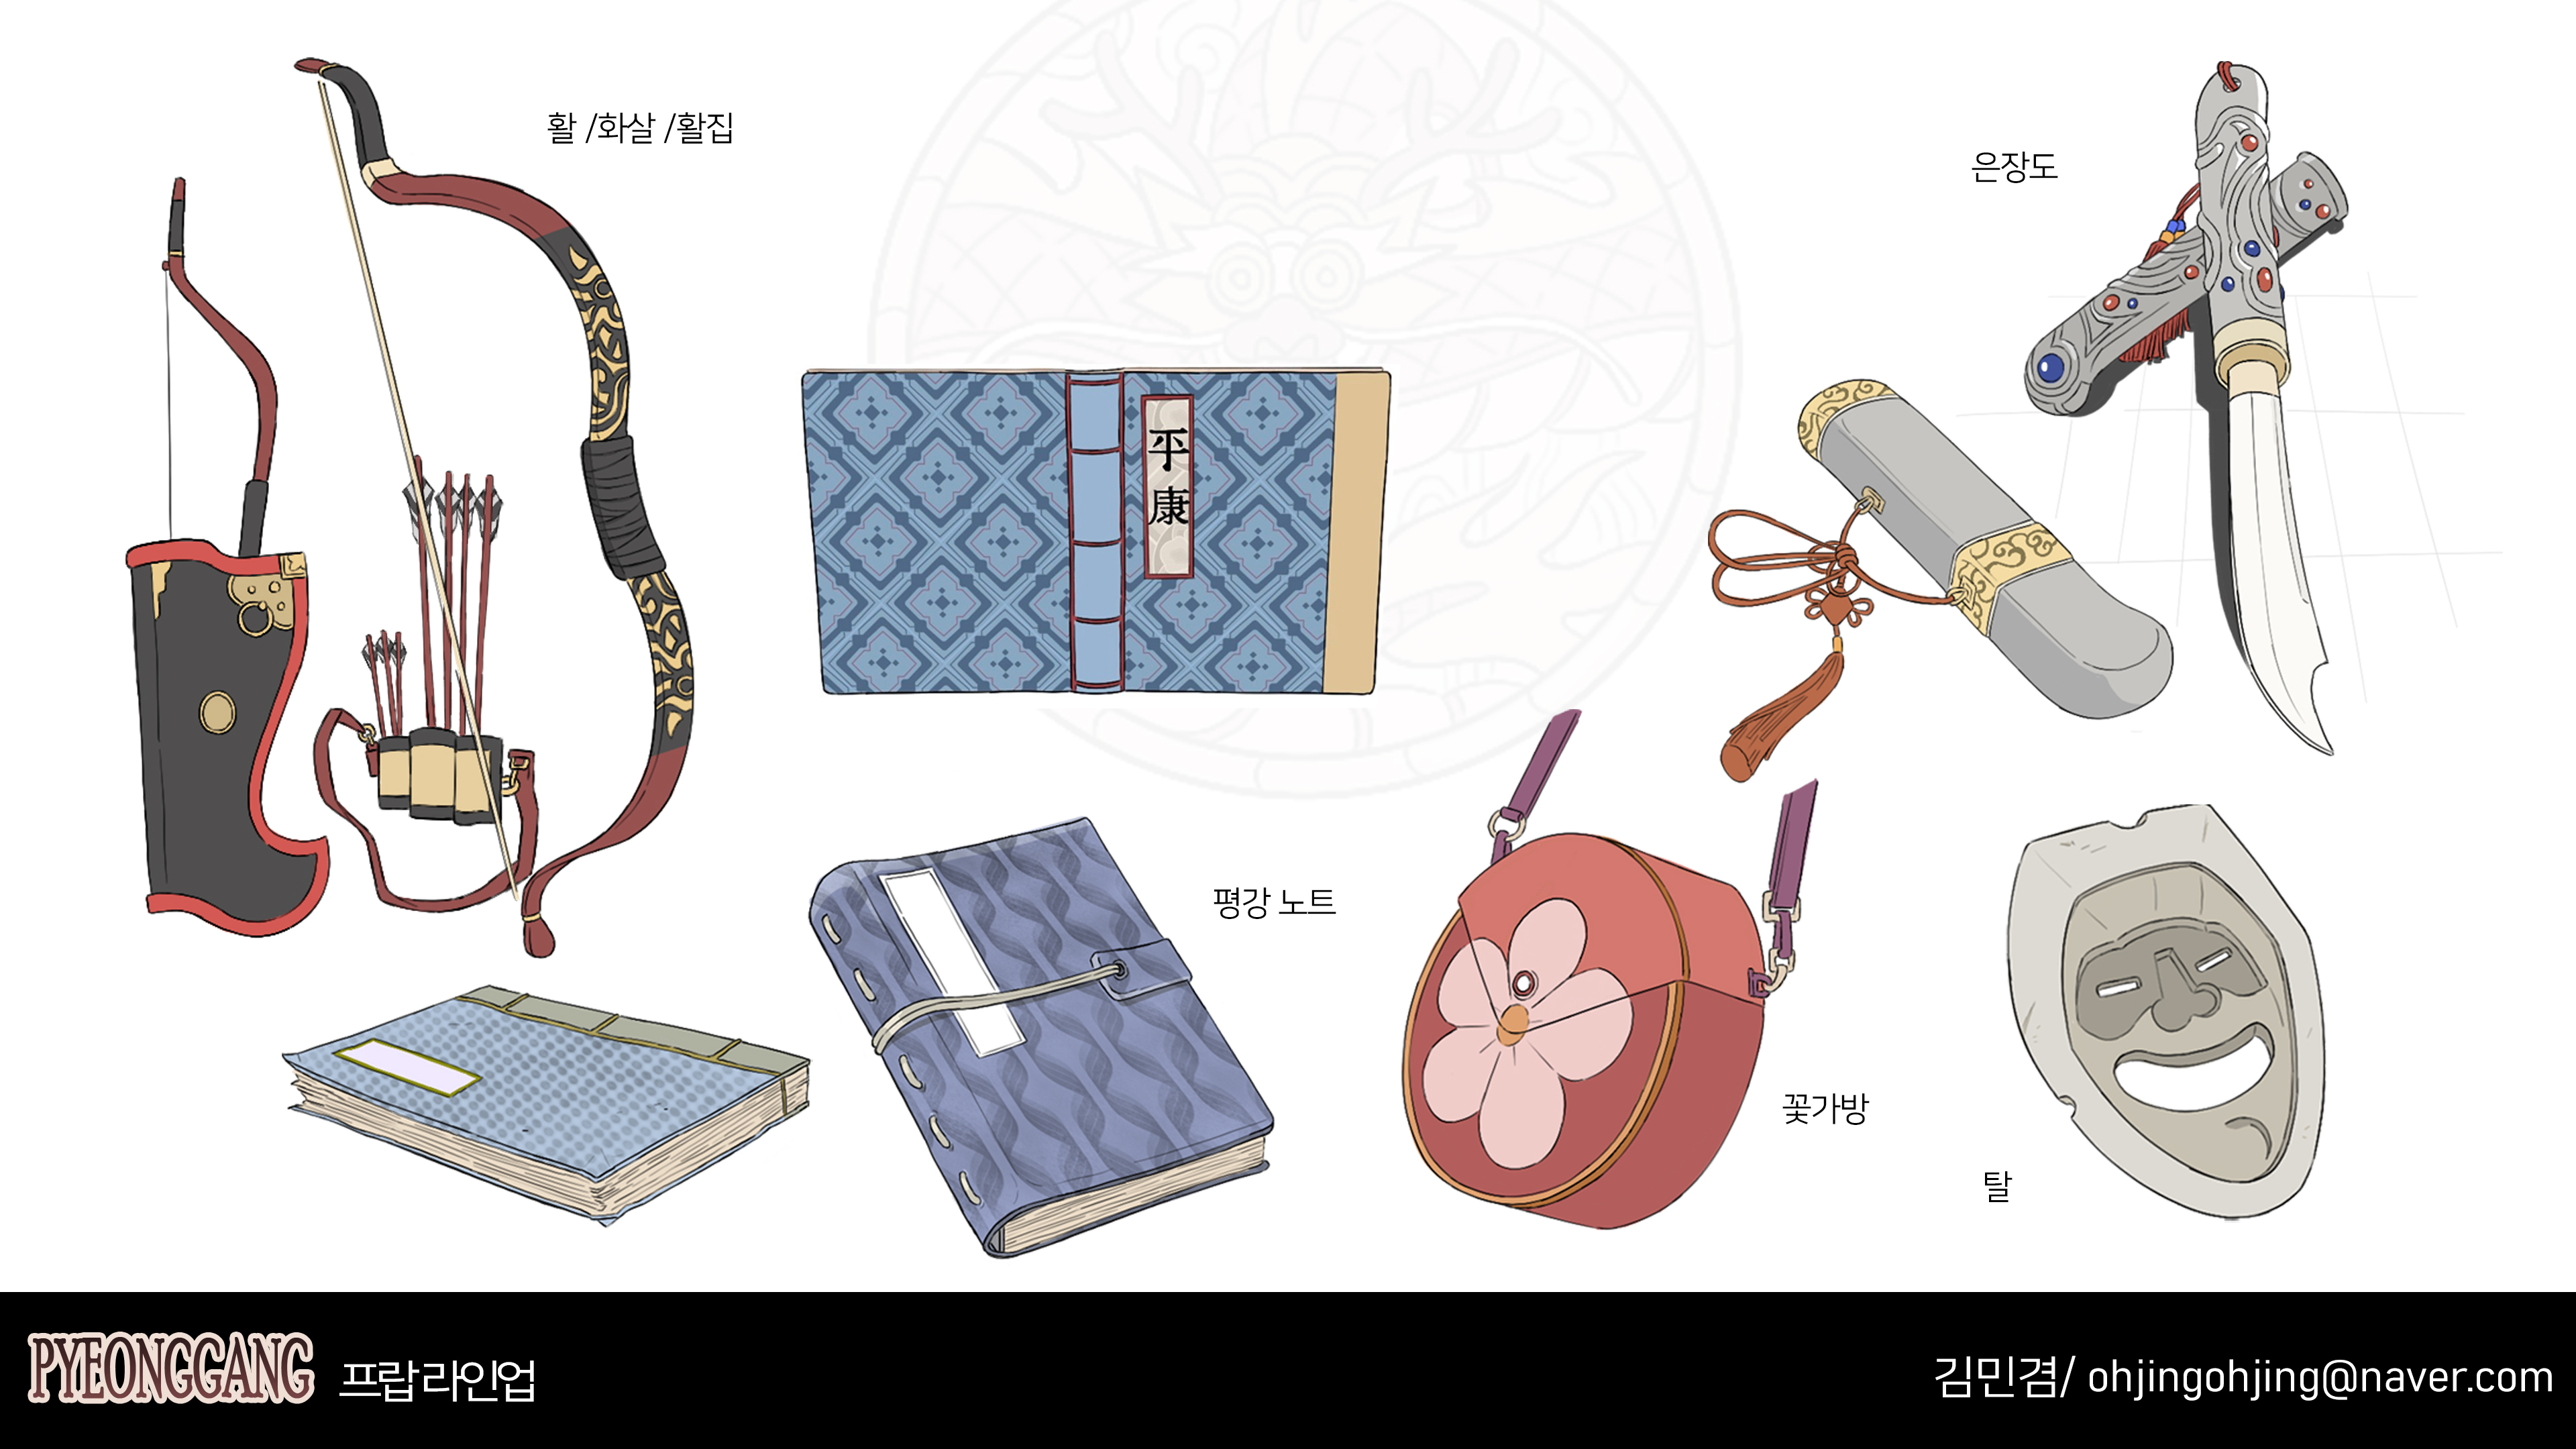 활 /화살 /활집
은장도
平
康
평강 노트
꽃가방
탈
PYEONGGANG 프랍 라인업
김민겸/ ohjingohjing@naver.com